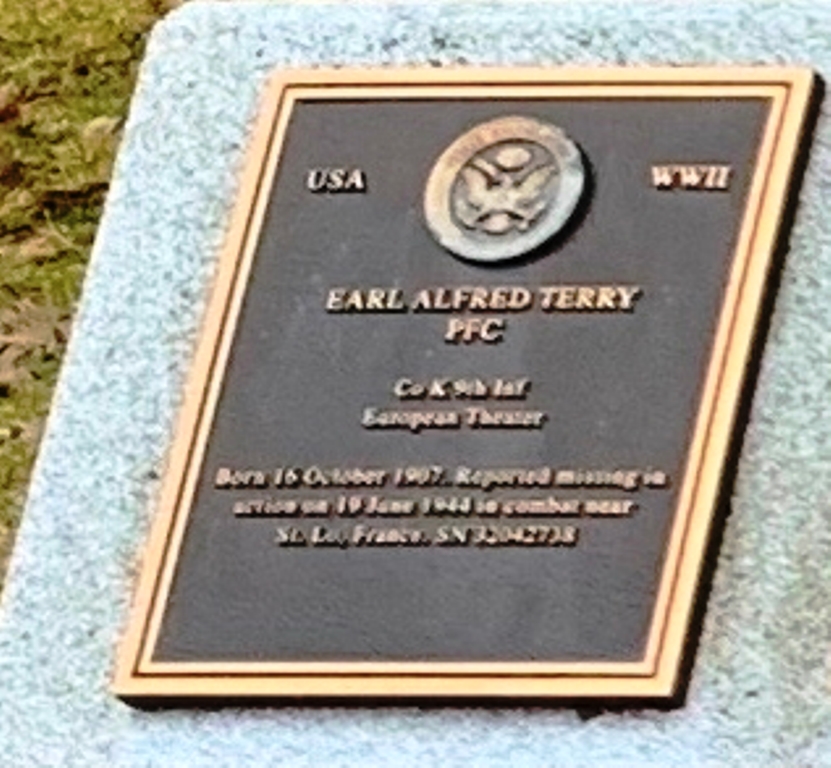 USA WWII
EARL ALFRED TERRY
PFC
Co K 9th Inf
European Theater
Born 16 October 1907. Reported missing in
action on 19 June 1944 in combat near
St. Lo, France. SN 32042738